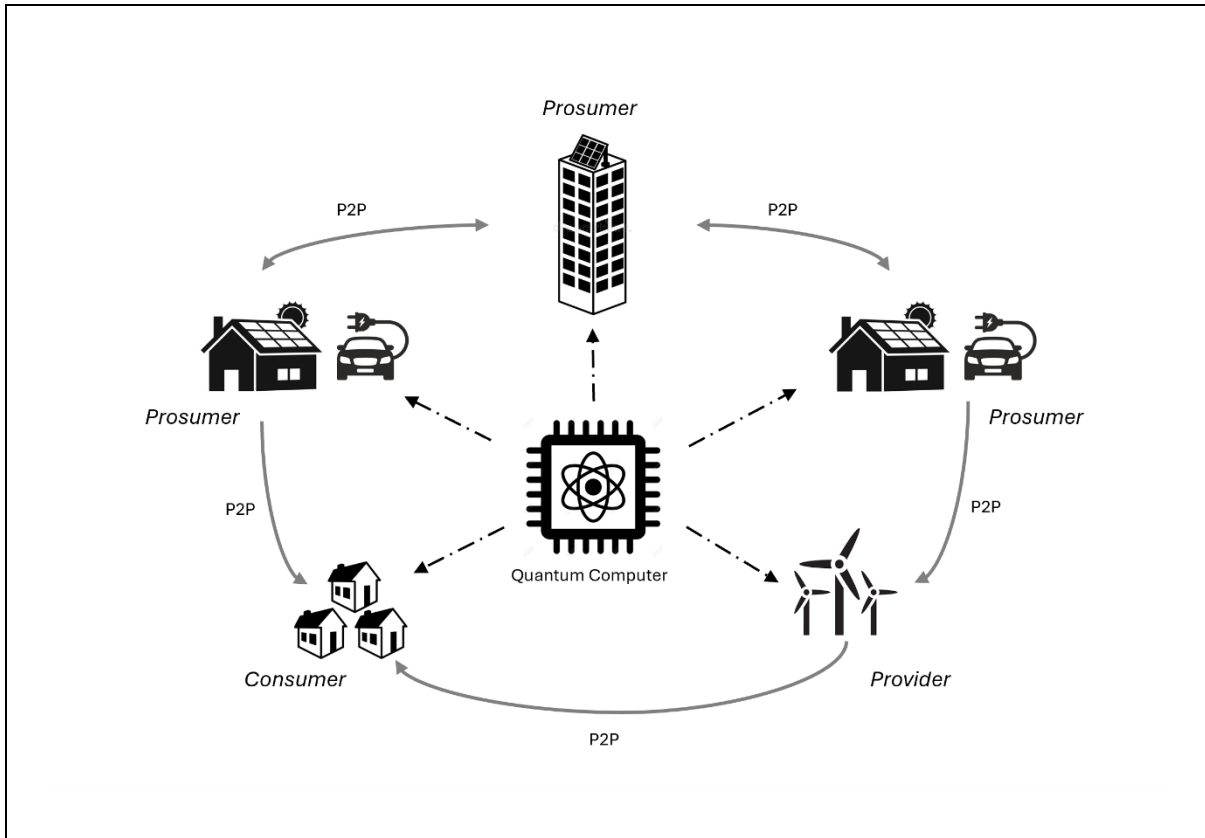 Prosumer
P2P
P2P
Prosumer
Prosumer
P2P
P2P
Quantum Computer
Consumer
Provider
P2P